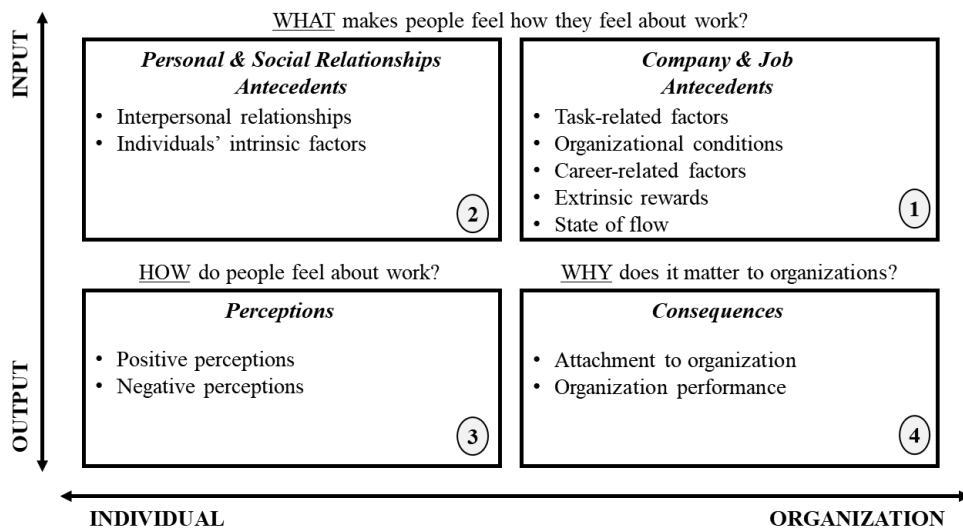 WHAT makes people feel how they feel about work?
INPUT
Personal & Social Relationships
Antecedents
• Interpersonal relationships
• Individuals' intrinsic factors
2
Company & Job
Antecedents
• Task-related factors
• Organizational conditions
• Career-related factors
• Extrinsic rewards
• State of flow
1
HOW do people feel about work?
WHY does it matter to organizations?
OUTPUT
Perceptions
• Positive perceptions
• Negative perceptions
3
Consequences
• Attachment to organization
• Organization performance
4
INDIVIDUAL
ORGANIZATION